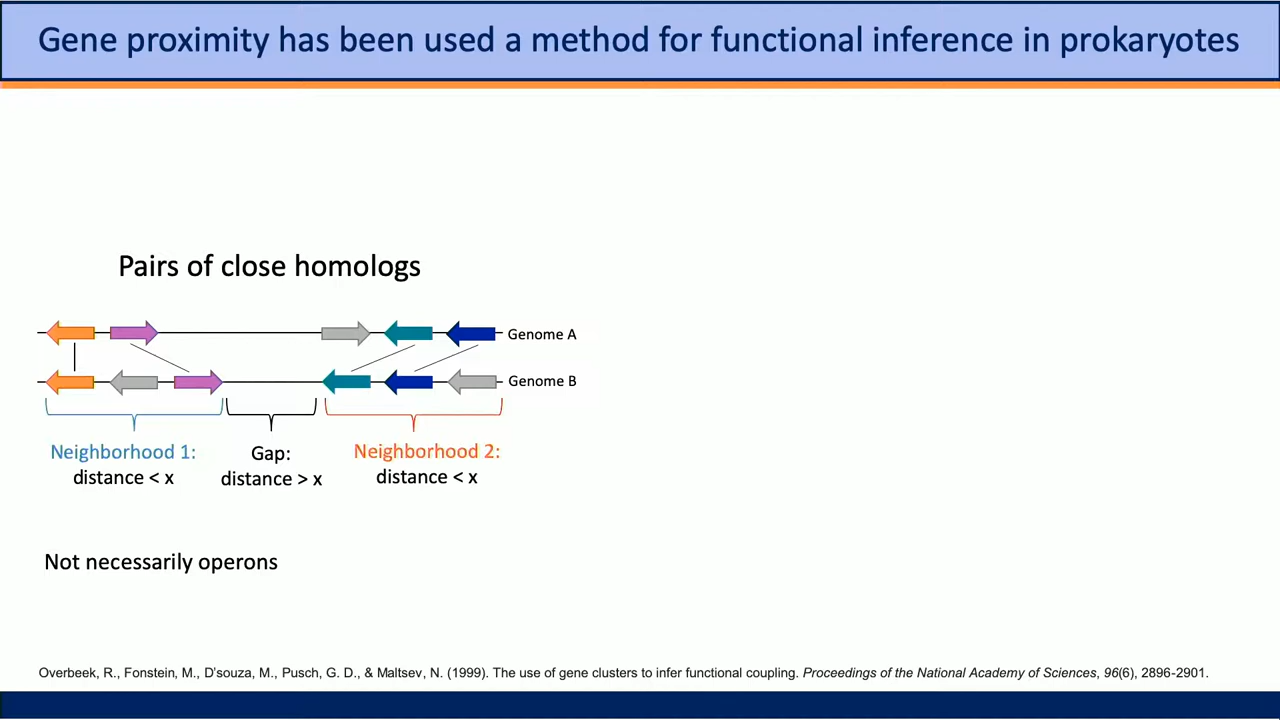 Gene proximity has been used a method for functional inference in prokaryotes
Pairs of close homologs
Genome A
Genome B
Neighborhood 1:
distance < x
Gap:
distance > x
Neighborhood 2:
distance < x
Not necessarily operons
Overbeek, R., Fonstein, M., D'souza, M., Pusch, G. D., & Maltsev, N. (1999). The use of gene clusters to infer functional coupling. Proceedings of the National Academy of Sciences, 96(6), 2896-2901.